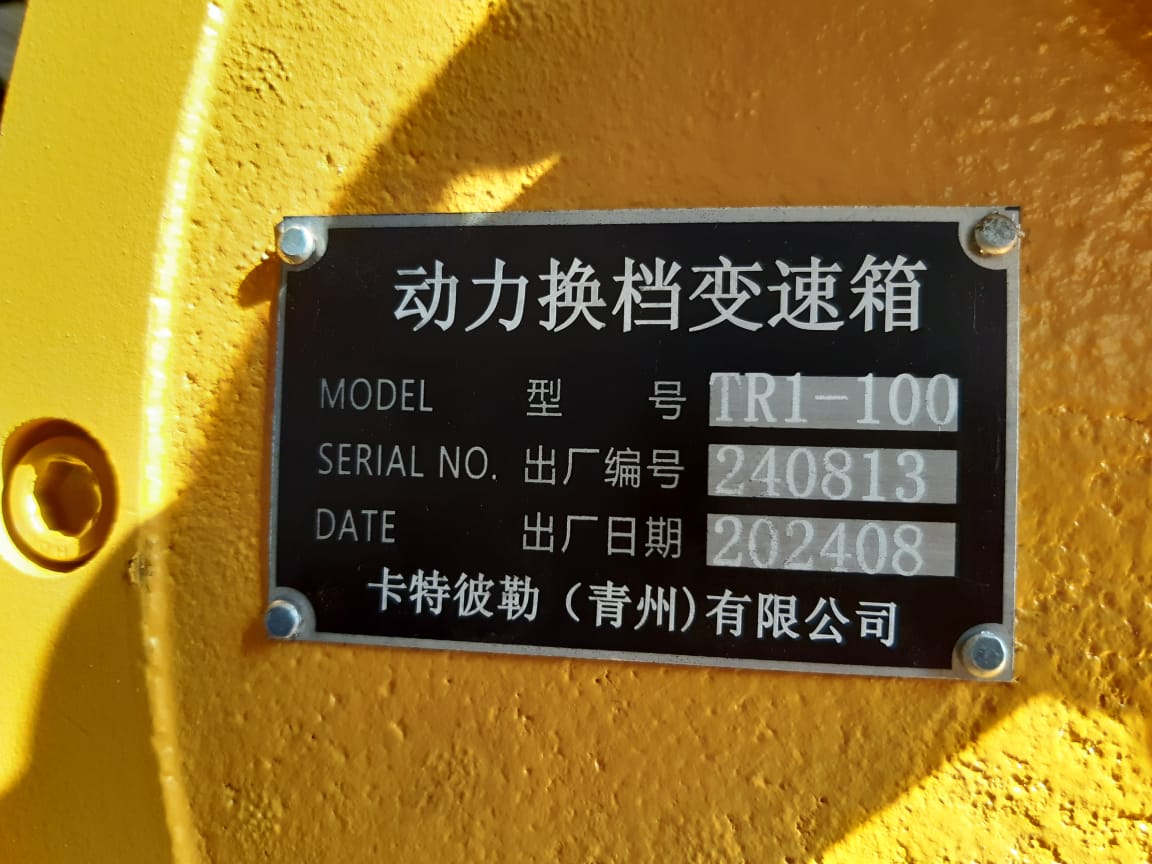 动力换档变速箱
MODEL 型号 TR1-100
SERIAL NO. 出厂编号 240813
DATE 出厂日期 202408
卡特彼勒（青州)有限公司